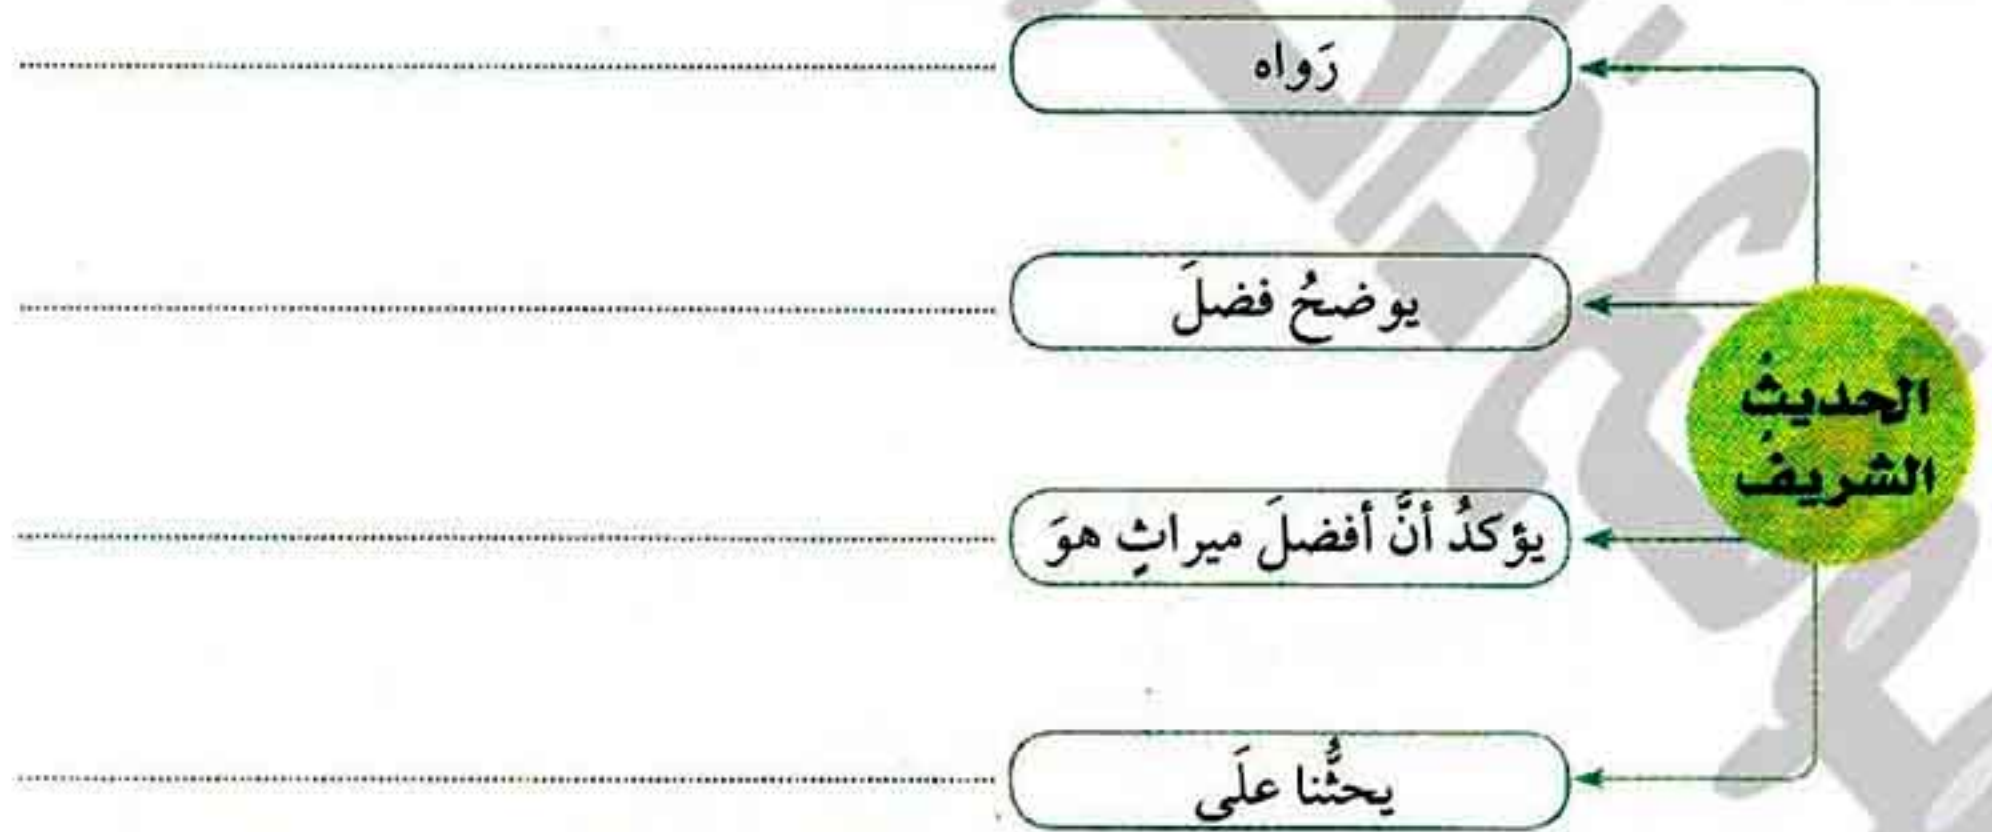 الحديثُ
الشريفُ
رَواه
يوضحُ فضلَ
يؤكدُ أنَّ أفضلَ ميراثٍ هوَ
يحثُّنا علَى